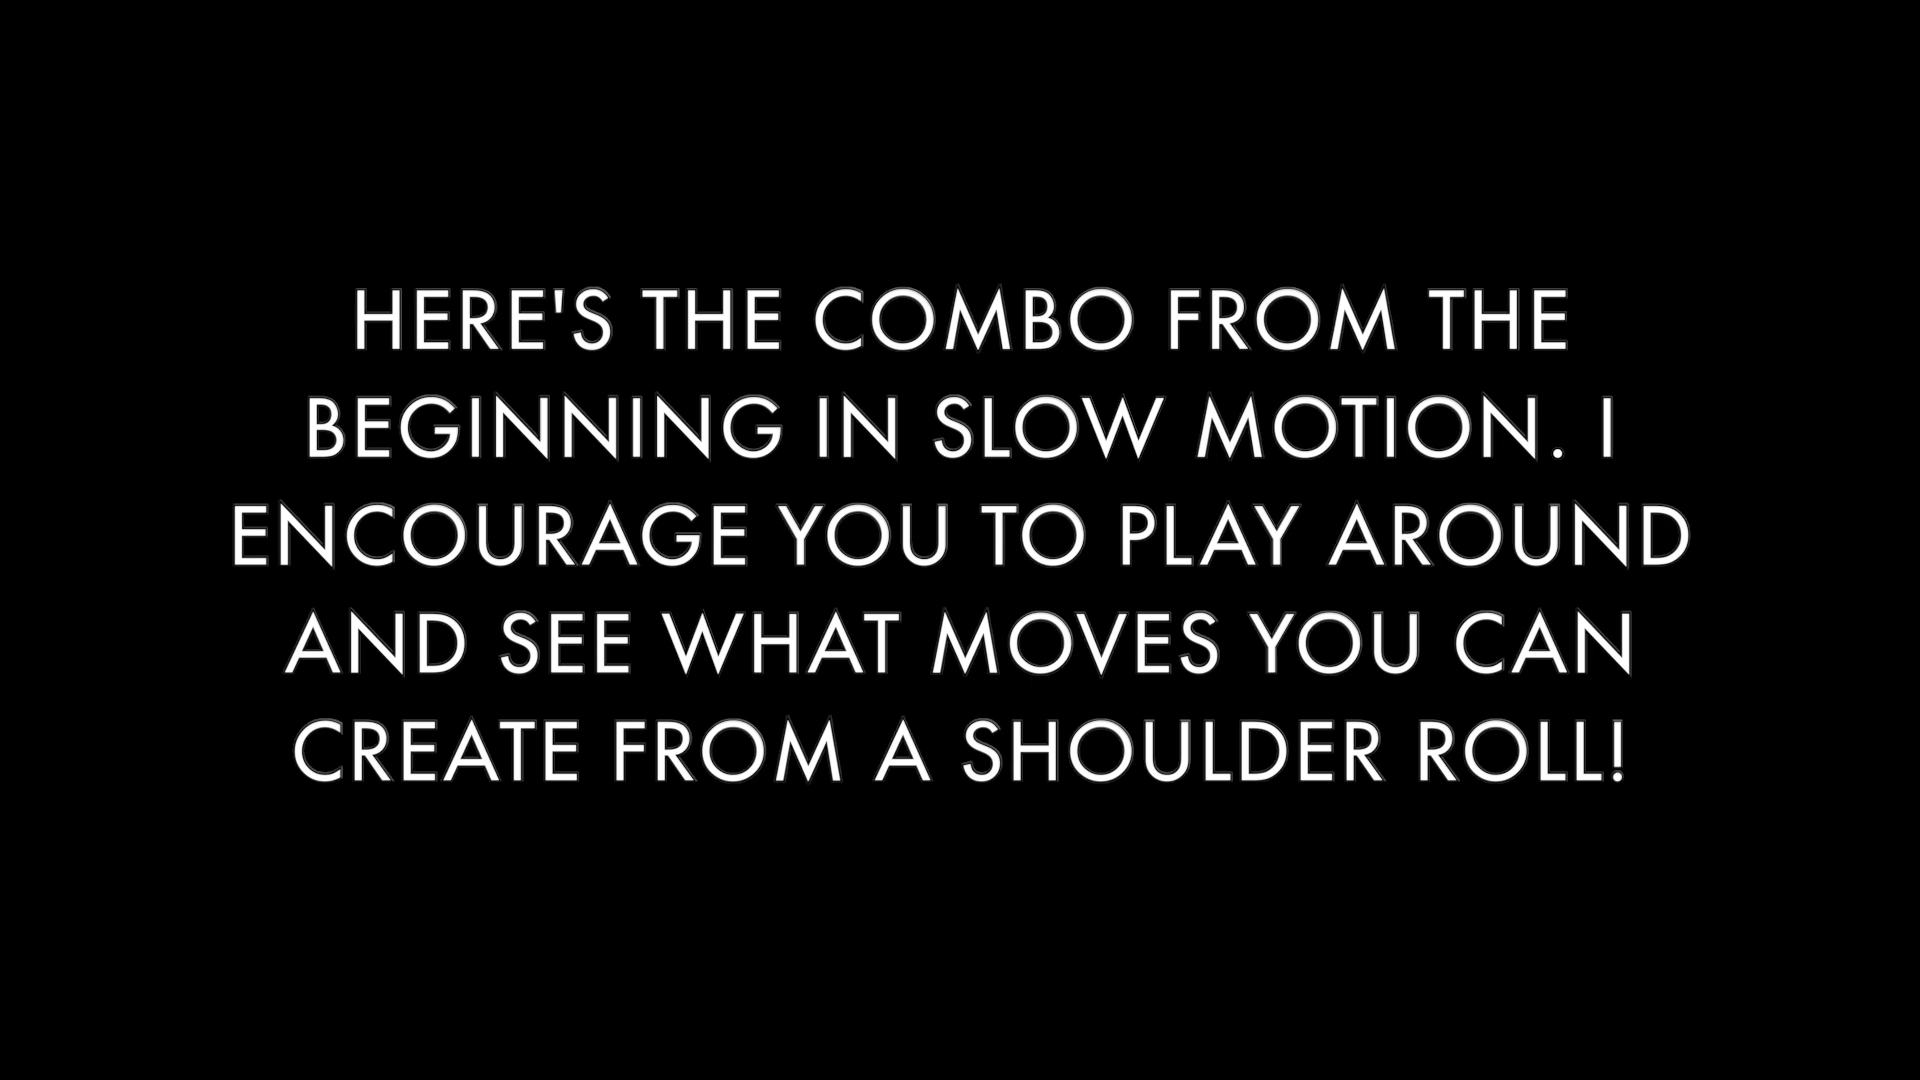 HERE'S THE COMBO FROM THE
BEGINNING IN SLOW MOTION. I
ENCOURAGE YOU TO PLAY AROUND
AND SEE WHAT MOVES YOU CAN
CREATE FROM A SHOULDER ROLL!